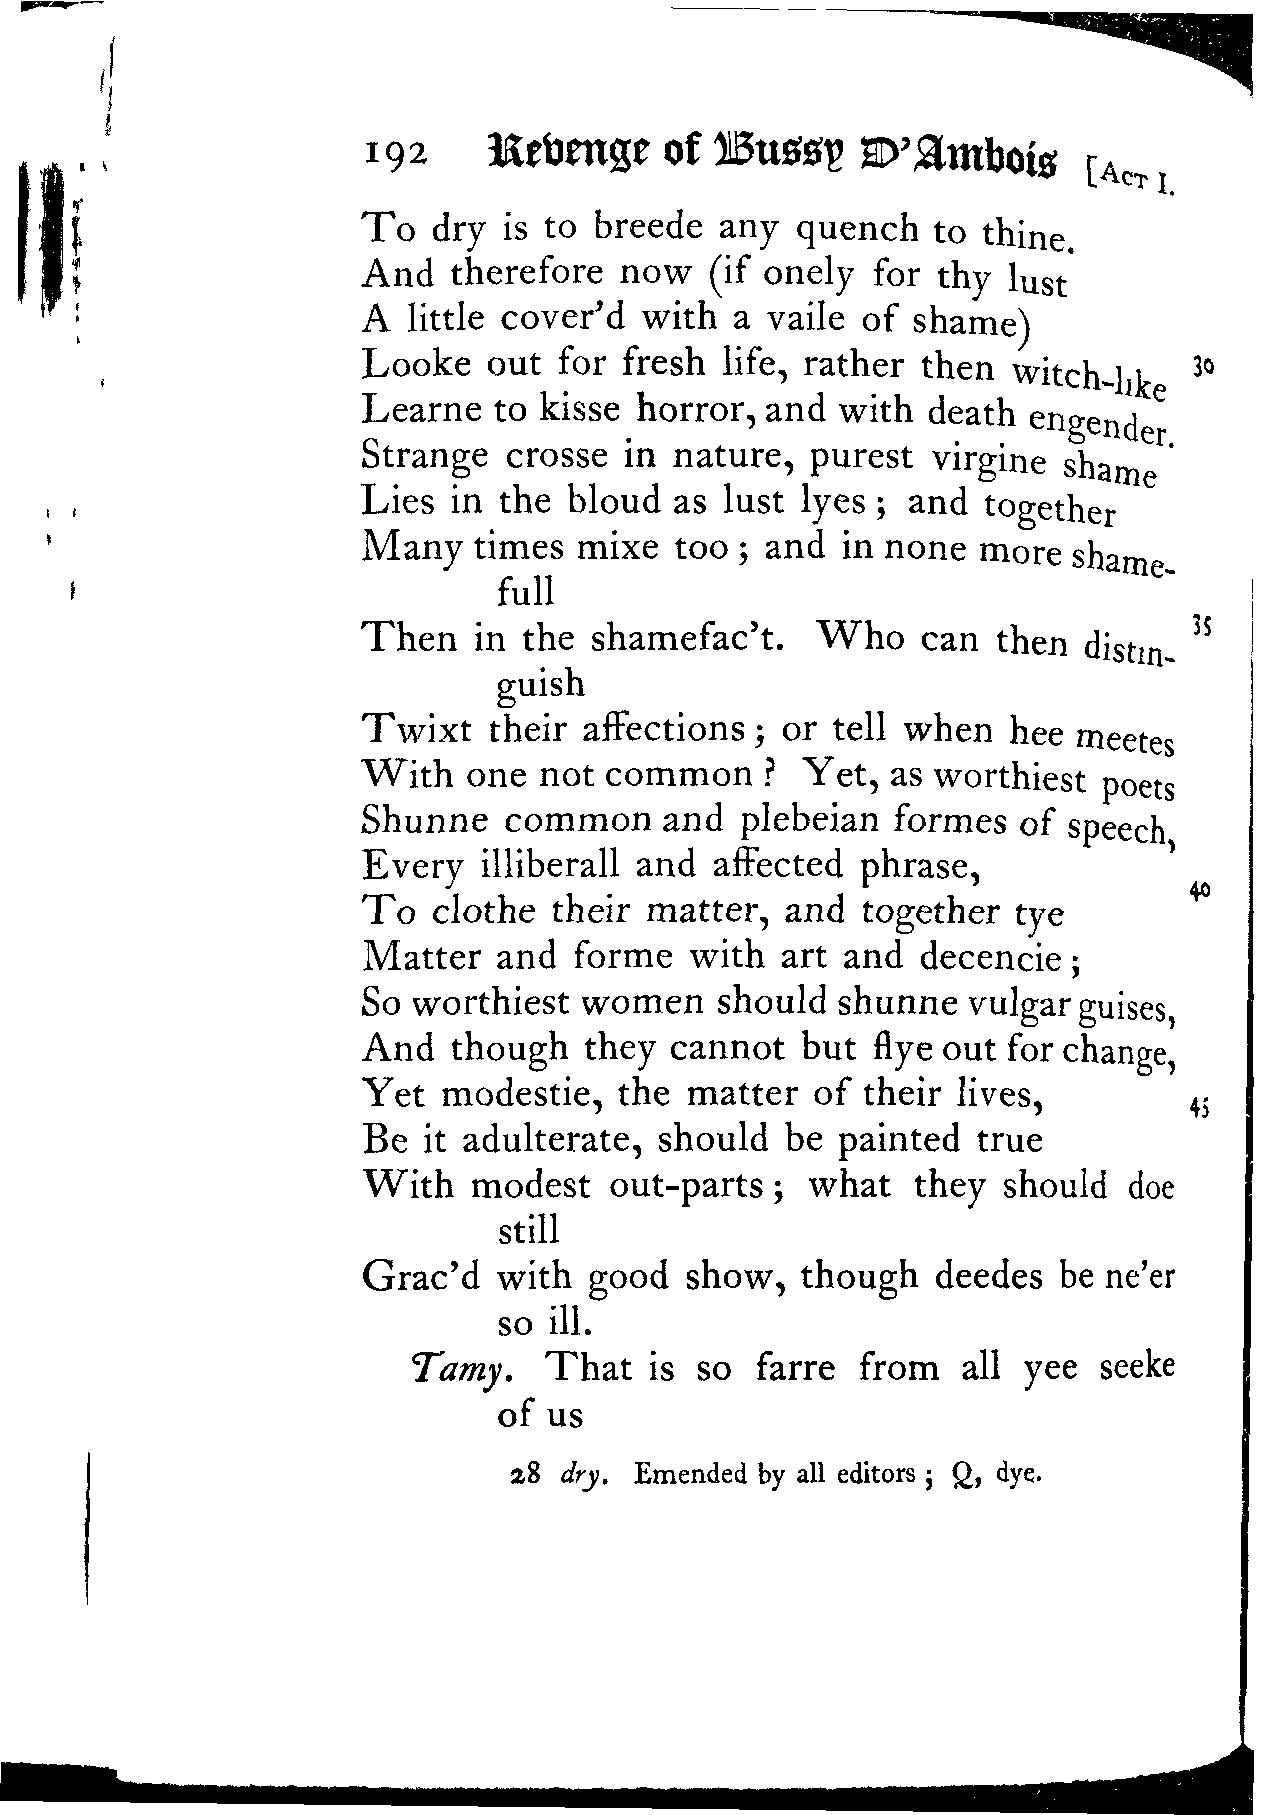 192 Revenge of Bussy D'Ambois [ACT I.
To dry is to breede any quench to thine.
And therefore now (if onely for thy lust
A little cover'd with a vaile of shame)
Looke out for fresh life, rather then witch-like 30
Learne to kisse horror, and with death engender.
Strange crosse in nature, purest virgine shame
Lies in the bloud as lust lyes; and together
Many times mixe too; and in none more shame-
full
Then in the shamefac't. Who can then distin- 35
guish
Twixt their affections; or tell when hee meetes
With one not common? Yet, as worthiest poets
Shunne common and plebeian formes of speech,
Every illiberall and affected phrase,
To clothe their matter, and together tye 40
Matter and forme with art and decencie;
So worthiest women should shunne vulgar guises,
And though they cannot but flye out for change,
Yet modestie, the matter of their lives,
Be it adulterate, should be painted true 45
With modest out-parts; what they should doe
still
Grac'd with good show, though deedes be ne'er
so ill.
Tamy. That is so farre from all yee seeke
of us
28 dry. Emended by all editors; Q, dye.